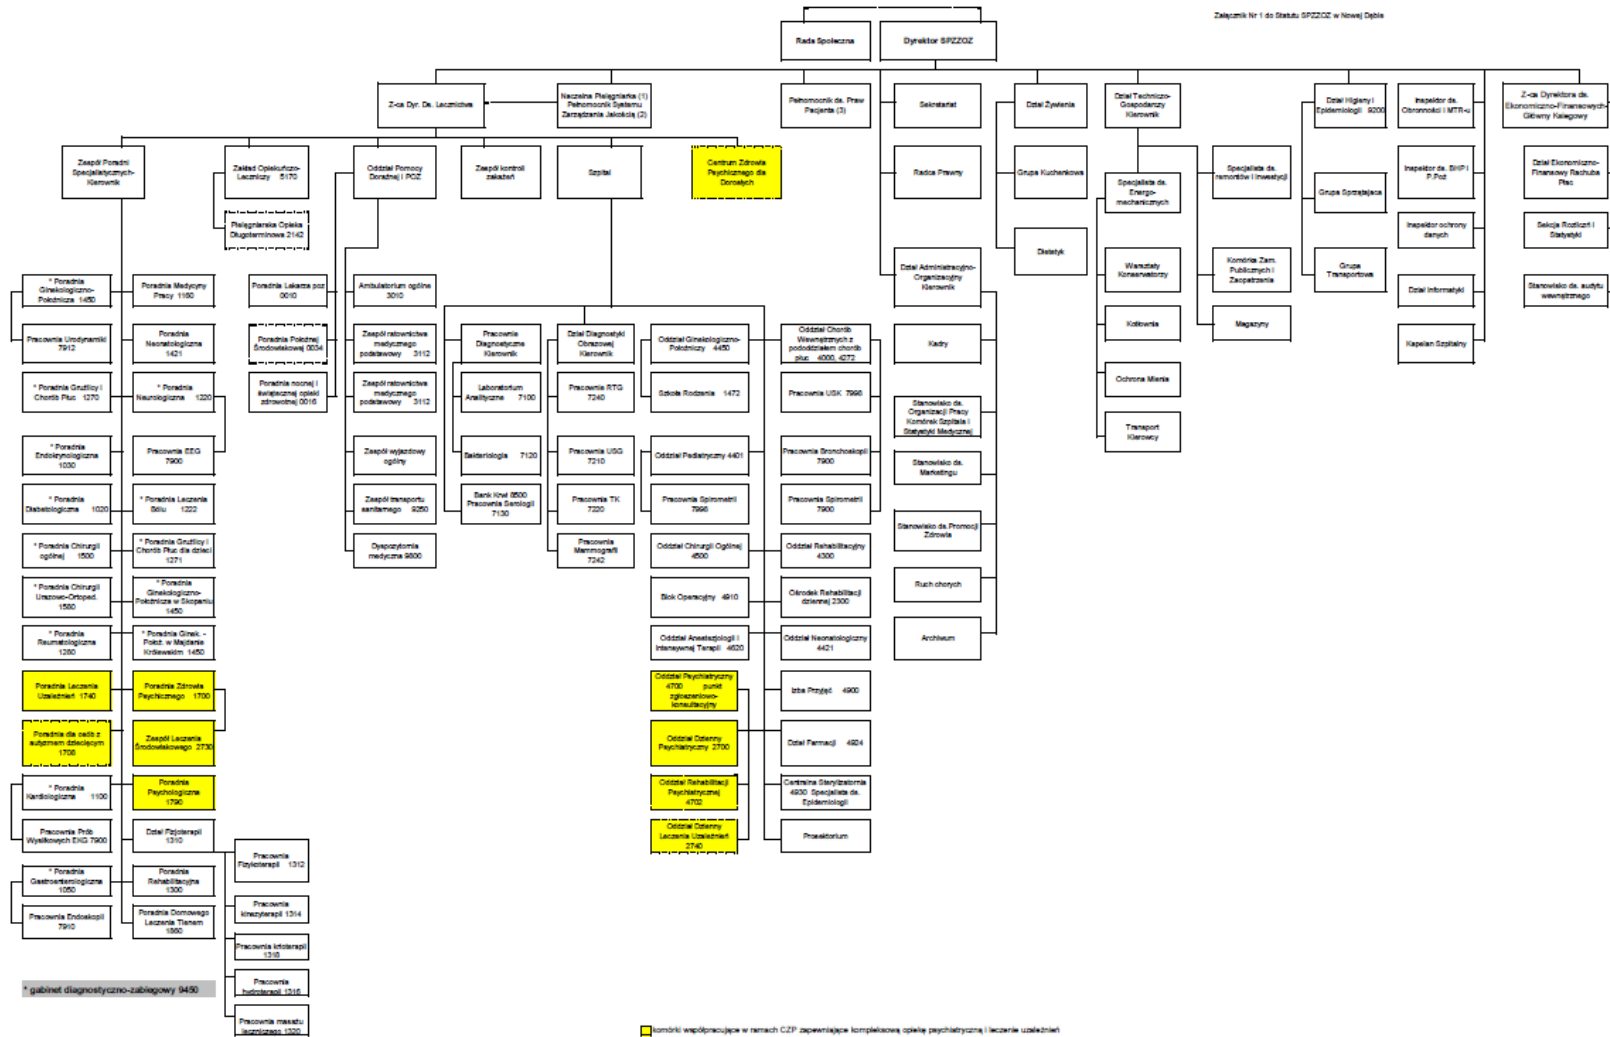 Załącznik Nr 1 do Statutu SPZZOZ w Nowej Dębie
Rada Społeczna
Dyrektor SPZZOZ
Z-ca Dyr. Ds. Lecznictwa
Naczelna Pielęgniarka (1)
Pełnomocnik Systemu
Zarządzania Jakością (2)
Pełnomocnik ds. Praw
Pacjenta (3)
Sekretariat
Dział Żywienia
Dział Techniczno-
Gospodarczy
Kierownik
Dział Higieny i
Epidemiologii 9200
Inspektor ds.
Obronności i MTR-u
Z-ca Dyrektora ds.
Ekonomiczno-Finansowych-
Główny Księgowy
Zespół Poradni
Specjalistycznych-
Kierownik
Zakład Opiekuńczo-
Leczniczy 5170
Oddział Pomocy
Doraźnej i POZ
Zespół kontroli
zakażeń
Szpital
Centrum Zdrowia
Psychicznego dla
Dorosłych
Radca Prawny
Grupa Kuchenkowa
Specjalista ds.
Energo-
mechanicznych
Specjalista ds.
remontów i inwestycji
Grupa Sprzątająca
Inspektor ds. BHP i
P.Poż
Dział Ekonomiczno-
Finansowy Rachuba
Płac
Pielęgniarska Opieka
Długoterminowa 2142
Dietetyk
Inspektor ochrony
danych
Sekcja Rozliczeń i
Statystyki
Dział Administracyjno-
Organizacyjny
Kierownik
Warsztaty
Konserwatorzy
Komórka Zam.
Publicznych i
Zaopatrzenia
Grupa
Transportowa
Dział Informatyki
Stanowisko ds. audytu
wewnętrznego
* Poradnia
Ginekologiczno-
Położnicza 1450
Poradnia Medycyny
Pracy 1160
Poradnia Lekarza poz
0010
Ambulatorium ogólne
3010
Pracownia Urodynamiki
7912
Poradnia
Neonatologiczna
1421
Poradnia Położnej
Środowiskowej 0034
Zespół ratownictwa
medycznego
podstawowy 3112
Pracownie
Diagnostyczne
Kierownik
Dział Diagnostyki
Obrazowej
Kierownik
Oddział Ginekologiczno-
Położniczy 4450
Oddział Chorób
Wewnętrznych z
pododdziałem chorób
płuc 4000, 4272
Kadry
Kotłownia
Magazyny
Kapelan Szpitalny
* Poradnia Gruźlicy i
Chorób Płuc 1270
* Poradnia
Neurologiczna 1220
Poradnia nocnej i
świątecznej opieki
zdrowotnej 0016
Zespół ratownictwa
medycznego
podstawowy 3112
Laboratorium
Analityczne 7100
Pracownia RTG
7240
Szkoła Rodzenia 1472
Pracownia USK 7998
Stanowisko ds.
Organizacji Pracy
Komórek Szpitala i
Statystyki Medycznej
Ochrona Mienia
* Poradnia
Endokrynologiczna
1030
Pracownia EEG
7900
Zespół wyjazdowy
ogólny
Bakteriologia 7120
Pracownia USG
7210
Oddział Pediatryczny 4401
Pracownia Bronchoskopii
7900
Stanowisko ds.
Marketingu
Transport
Kierowcy
* Poradnia
Diabetologiczna 1020
* Poradnia Leczenia
Bólu 1222
Zespół transportu
sanitarnego 9250
Bank Krwi 8500
Pracownia Serologii
7130
Pracownia TK
7220
Pracownia Spirometrii
7998
Pracownia Spirometrii
7900
Stanowisko ds. Promocji
Zdrowia
* Poradnia Chirurgii
ogólnej 1500
* Poradnia Gruźlicy i
Chorób Płuc dla dzieci
1271
Dyspozytornia
medyczna 9800
Pracownia
Mammografii
7242
Oddział Chirurgii Ogólnej
4500
Oddział Rehabilitacyjny
4300
Ruch chorych
* Poradnia Chirurgii
Urazowo-Ortoped.
1580
* Poradnia
Ginekologiczno-
Położnicza w Skopaniu
1450
Blok Operacyjny 4910
Ośrodek Rehabilitacji
dziennej 2300
* Poradnia
Reumatologiczna
1280
* Poradnia Ginek. -
Położ. w Majdanie
Królewskim 1450
Oddział Anestezjologii i
Intensywnej Terapii 4620
Oddział Neonatologiczny
4421
Archiwum
Poradnia Leczenia
Uzależnień 1740
Poradnia Zdrowia
Psychicznego 1700
Oddział Psychiatryczny
4700 punkt
zgłoszeniowo-
konsultacyjny
Izba Przyjęć 4900
Poradnia dla osób z
autyzmem dziecięcym
1706
Zespół Leczenia
Środowiskowego 2730
Oddział Dzienny
Psychiatryczny 2700
Dział Farmacji 4924
* Poradnia
Kardiologiczna 1100
Poradnia
Psychologiczna
1790
Oddział Rehabilitacji
Psychiatrycznej
4702
Centralna Sterylizatornia
4930 Specjalista ds.
Epidemiologii
Pracownia Prób
Wysiłkowych EKG 7900
Dział Fizjoterapii
1310
Oddział Dzienny
Leczenia Uzależnień
2740
Prosektorium
Pracownia
Fizykoterapii 1312
* Poradnia
Gastroenterologiczna
1050
Poradnia
Rehabilitacyjna
1300
Pracownia Endoskopii
7910
Poradnia Domowego
Leczenia Tlenem
1860
Pracownia
kinezyterapii 1314
Pracownia krioterapii
1318
Pracownia
hydroterapii 1316
Pracownia masażu
leczniczego 1320
* gabinet diagnostyczno-zabiegowy 9450
komórki współpracujące w ramach CZP zapewniające kompleksową opiekę psychiatryczną i leczenie uzależnień